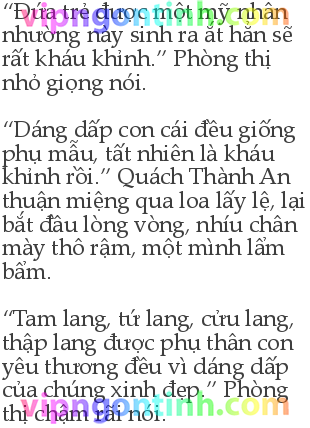 “Đứa trẻ được một mỹ nhân
vipngontinh.com
nhường này sinh ra ắt hẳn sẽ
rất kháu khỉnh.” Phòng thị
nhỏ giọng nói.
“Dáng dấp con cái đều giống
phụ mẫu, tất nhiên là kháu
khỉnh rồi.” Quách Thành An
thuận miệng qua loa lấy lệ, lại
bắt đầu lòng vòng, nhíu chân
mày thô rậm, một mình lẩm
bẩm.
“Tam lang, tứ lang, cửu lang,
thập lang được phụ thân con
yêu thương đều vì dáng dấp
của chúng xinh đẹp.” Phòng
vipngontinh.com
thị chậm rãi nói.